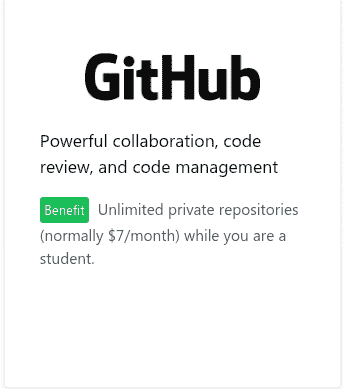 GitHub
Powerful collaboration, code
review, and code management
Benefit Unlimited private repositories
(normally $7/month) while you are a
student.